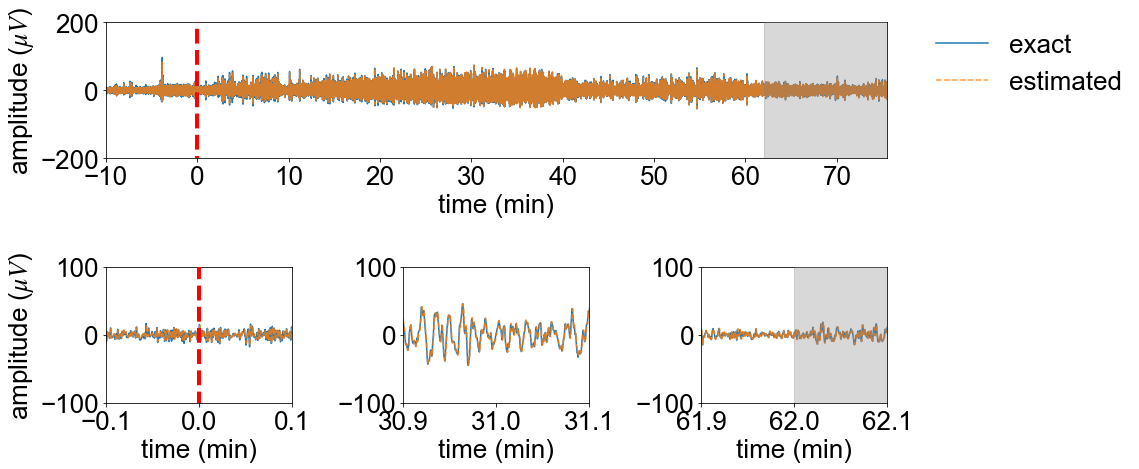 amplitude (μV)
200
0
−200
−10 0 10 20 30 40 50 60 70
time (min)
exact
estimated
amplitude (μV)
100
0
−100
−0.1 0.0 0.1
time (min)
100
0
−100
30.9 31.0 31.1
time (min)
100
0
−100
61.9 62.0 62.1
time (min)